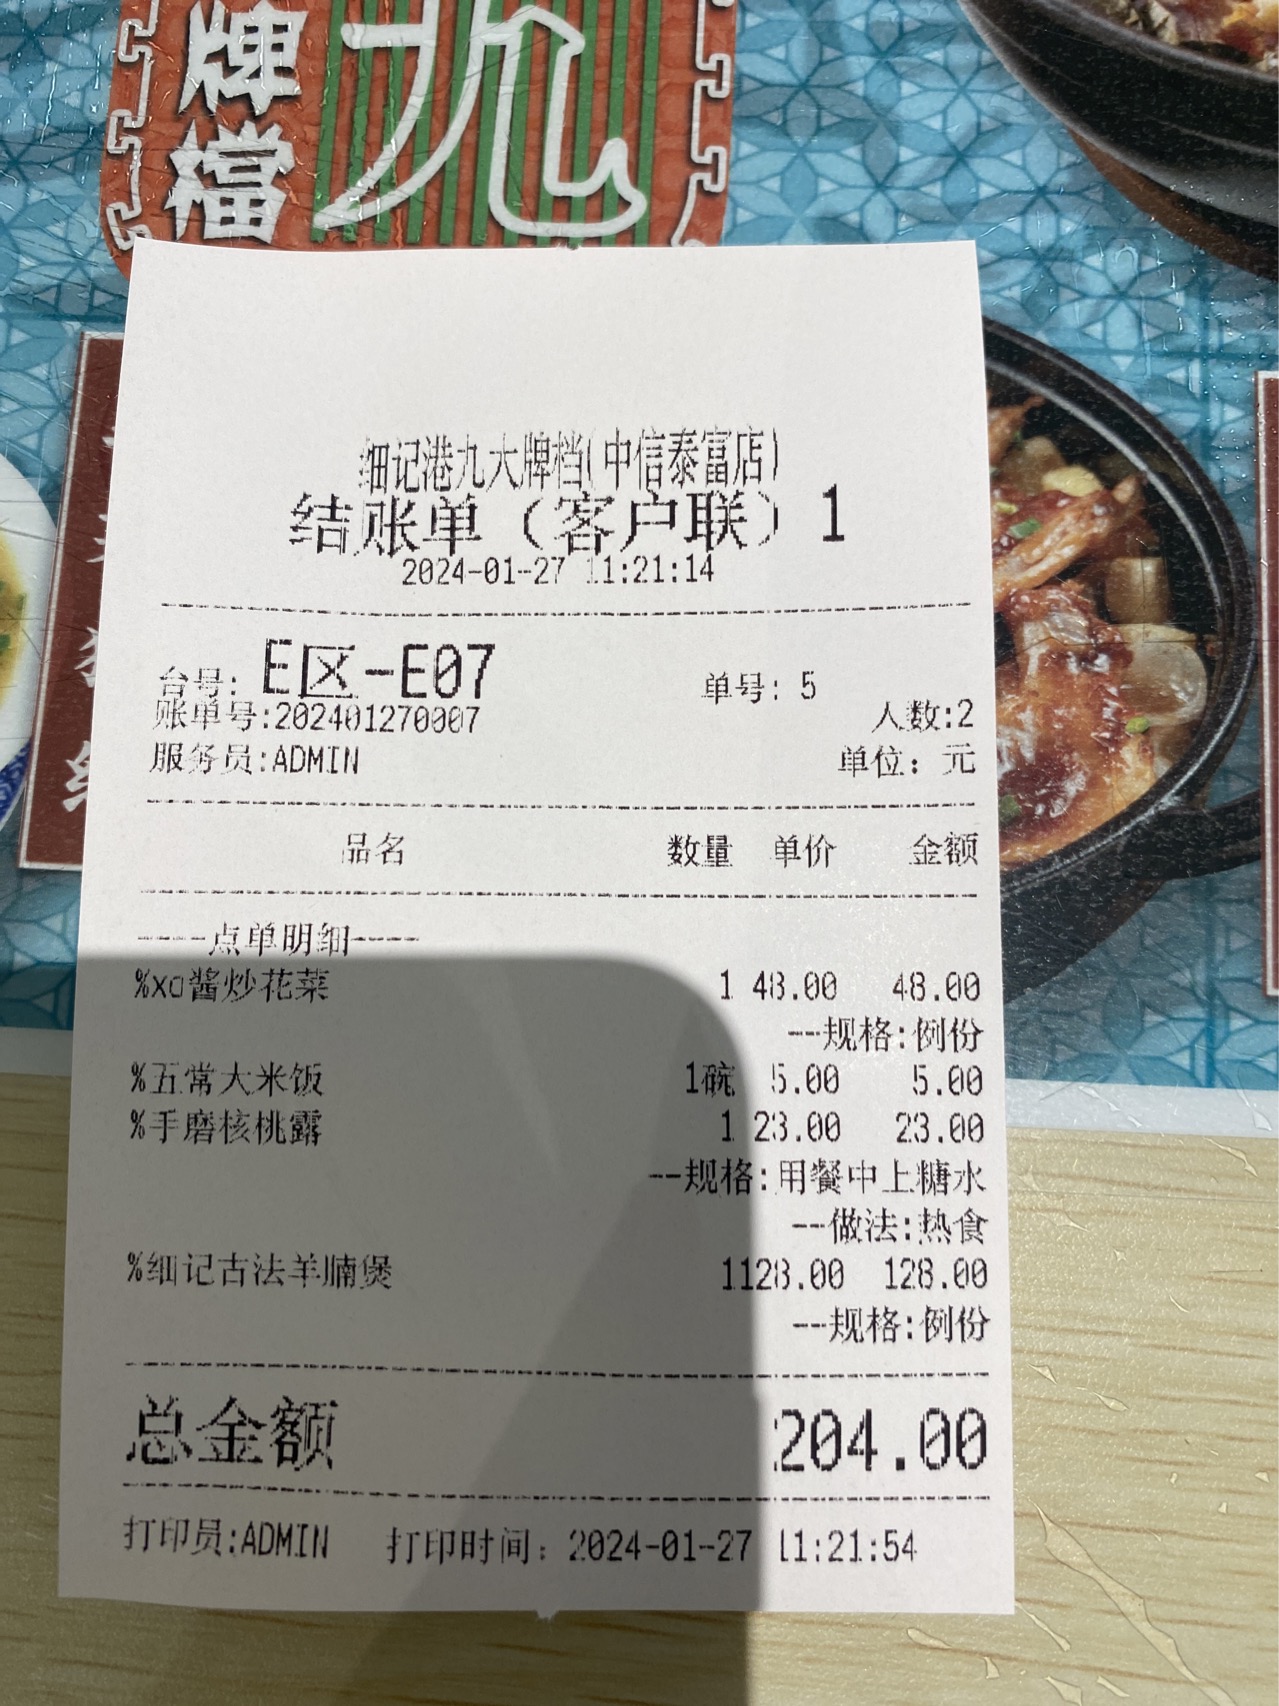 牌檔
九
细记港九大牌档(中信泰富店)
结账单（客户联）1
2024-01-27 11:21:14
台号: E区-E07 单号: 5
账单号:202401270007 人数:2
服务员:ADMIN 单位: 元
品名 数量 单价 金额
----点单明细----
%xo酱炒花菜 1 48.00 48.00
--规格:例份
%五常大米饭 1碗 5.00 5.00
%手磨核桃露 1 23.00 23.00
--规格:用餐中上糖水
--做法:热食
%细记古法羊腩煲 1128.00 128.00
--规格:例份
总金额 204.00
打印员:ADMIN 打印时间: 2024-01-27 11:21:54